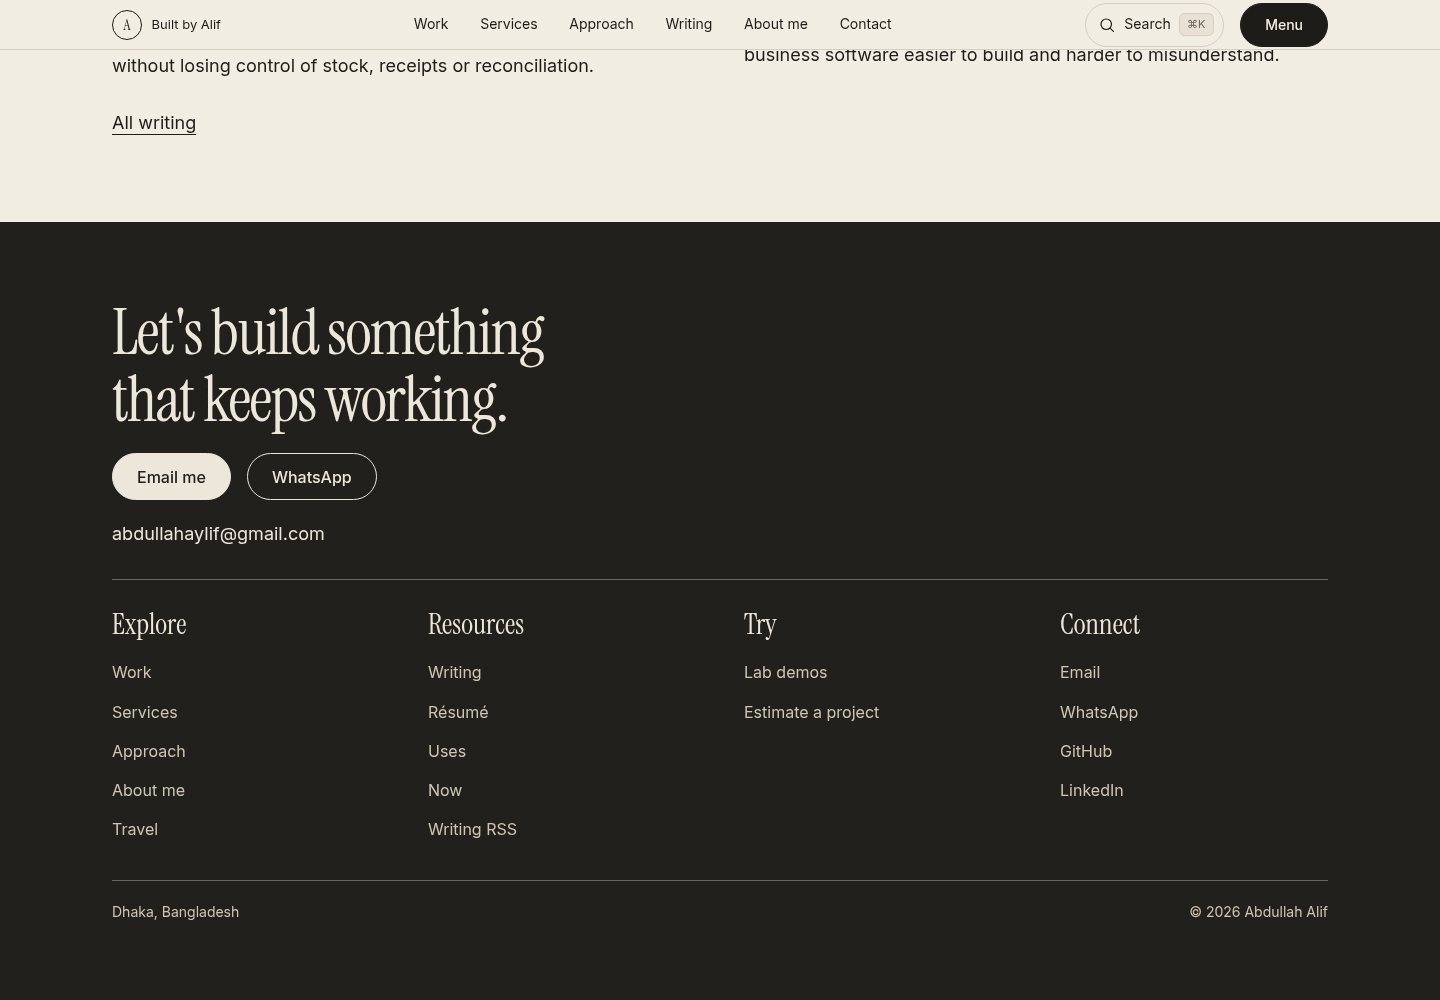 A Built by Alif
Work Services Approach Writing About me Contact
Search ⌘K Menu
without losing control of stock, receipts or reconciliation.
business software easier to build and harder to misunderstand.
All writing
Let's build something
that keeps working.
Email me WhatsApp
abdullahaylif@gmail.com
Explore
Work
Services
Approach
About me
Travel
Resources
Writing
Résumé
Uses
Now
Writing RSS
Try
Lab demos
Estimate a project
Connect
Email
WhatsApp
GitHub
LinkedIn
Dhaka, Bangladesh
© 2026 Abdullah Alif